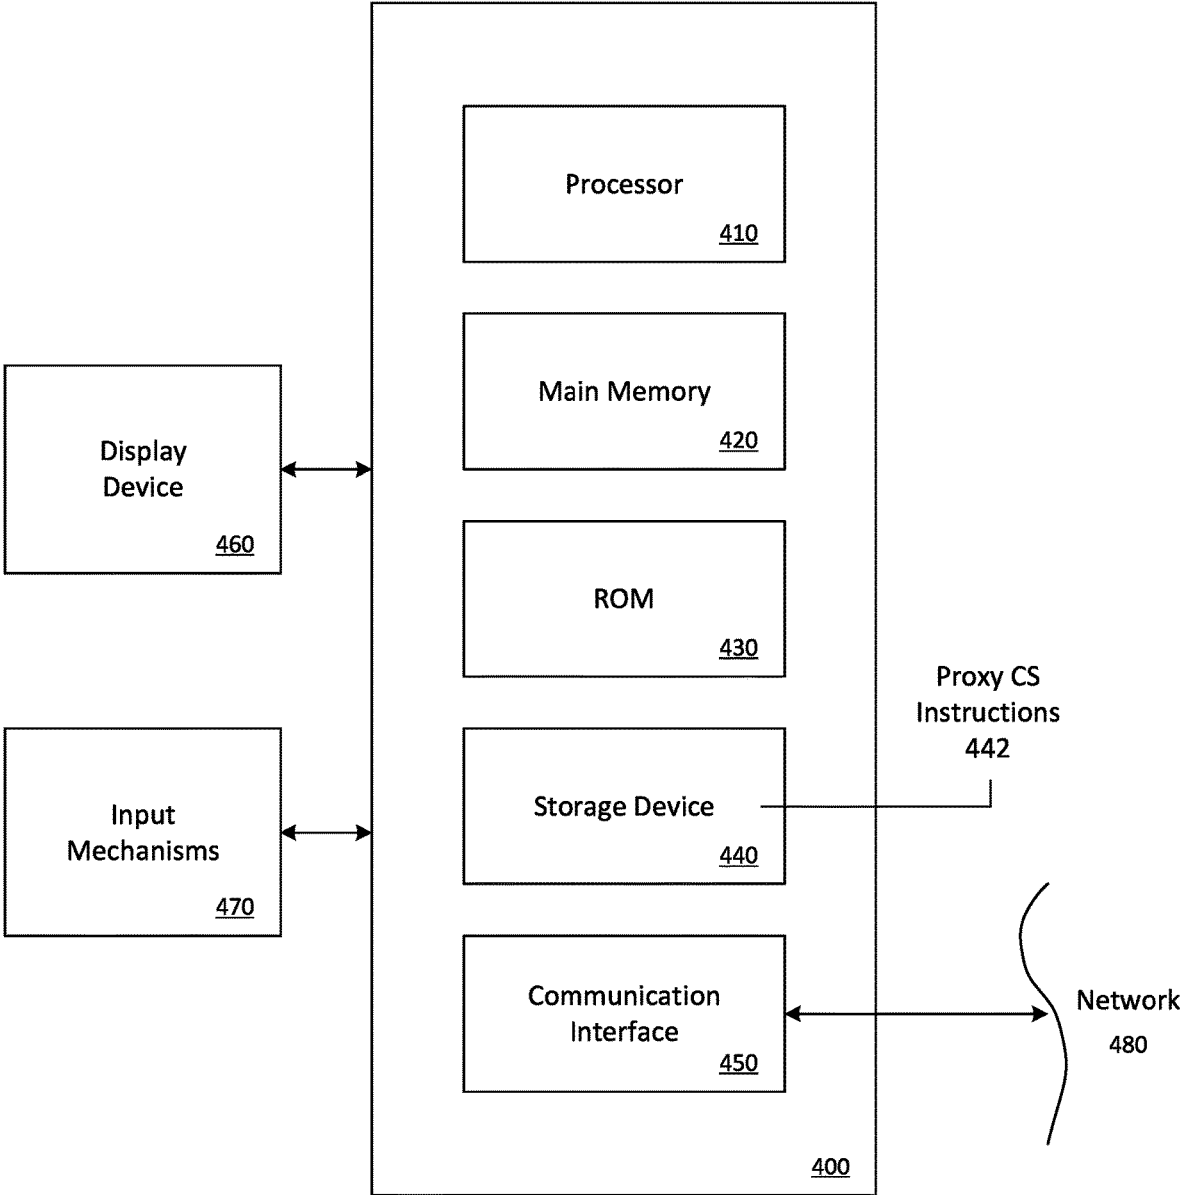 Processor
410
Main Memory
420
Display
Device
460
ROM
430
Proxy CS
Instructions
442
Input
Mechanisms
470
Storage Device
440
Communication
Interface
450
Network
480
400